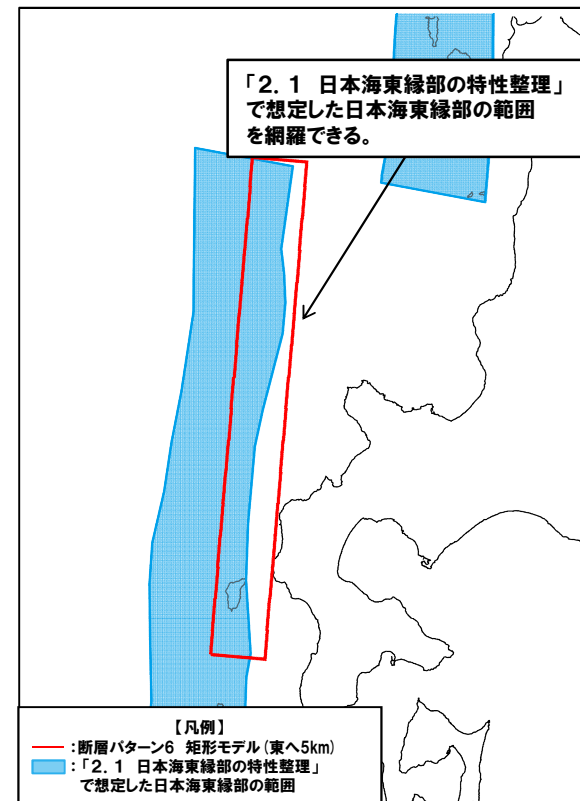 「2．1 日本海東縁部の特性整理」
で想定した日本海東縁部の範囲
を網羅できる。
【凡例】
：断層パターン6 矩形モデル（東へ5km）
：「2．1 日本海東縁部の特性整理」
で想定した日本海東縁部の範囲